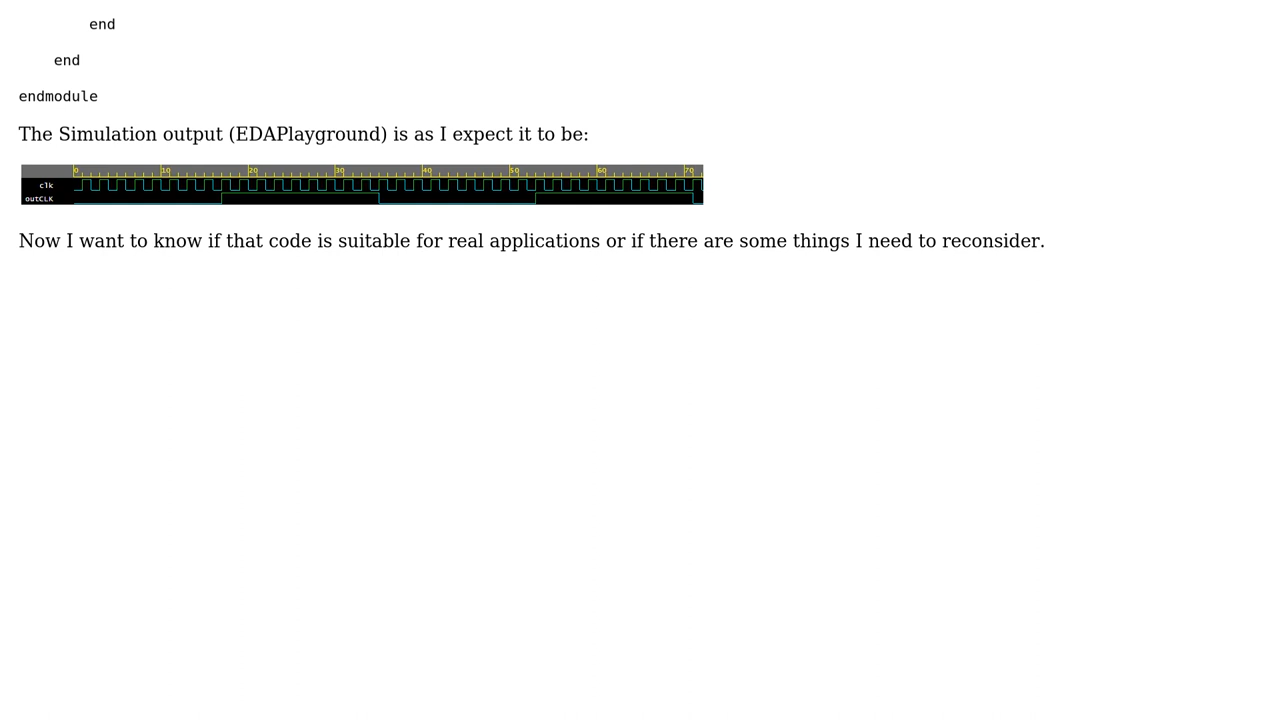 end
end
endmodule
The Simulation output (EDAPlayground) is as I expect it to be:
0 10 20 30 40 50 60 70
clk
outCLK
Now I want to know if that code is suitable for real applications or if there are some things I need to reconsider.